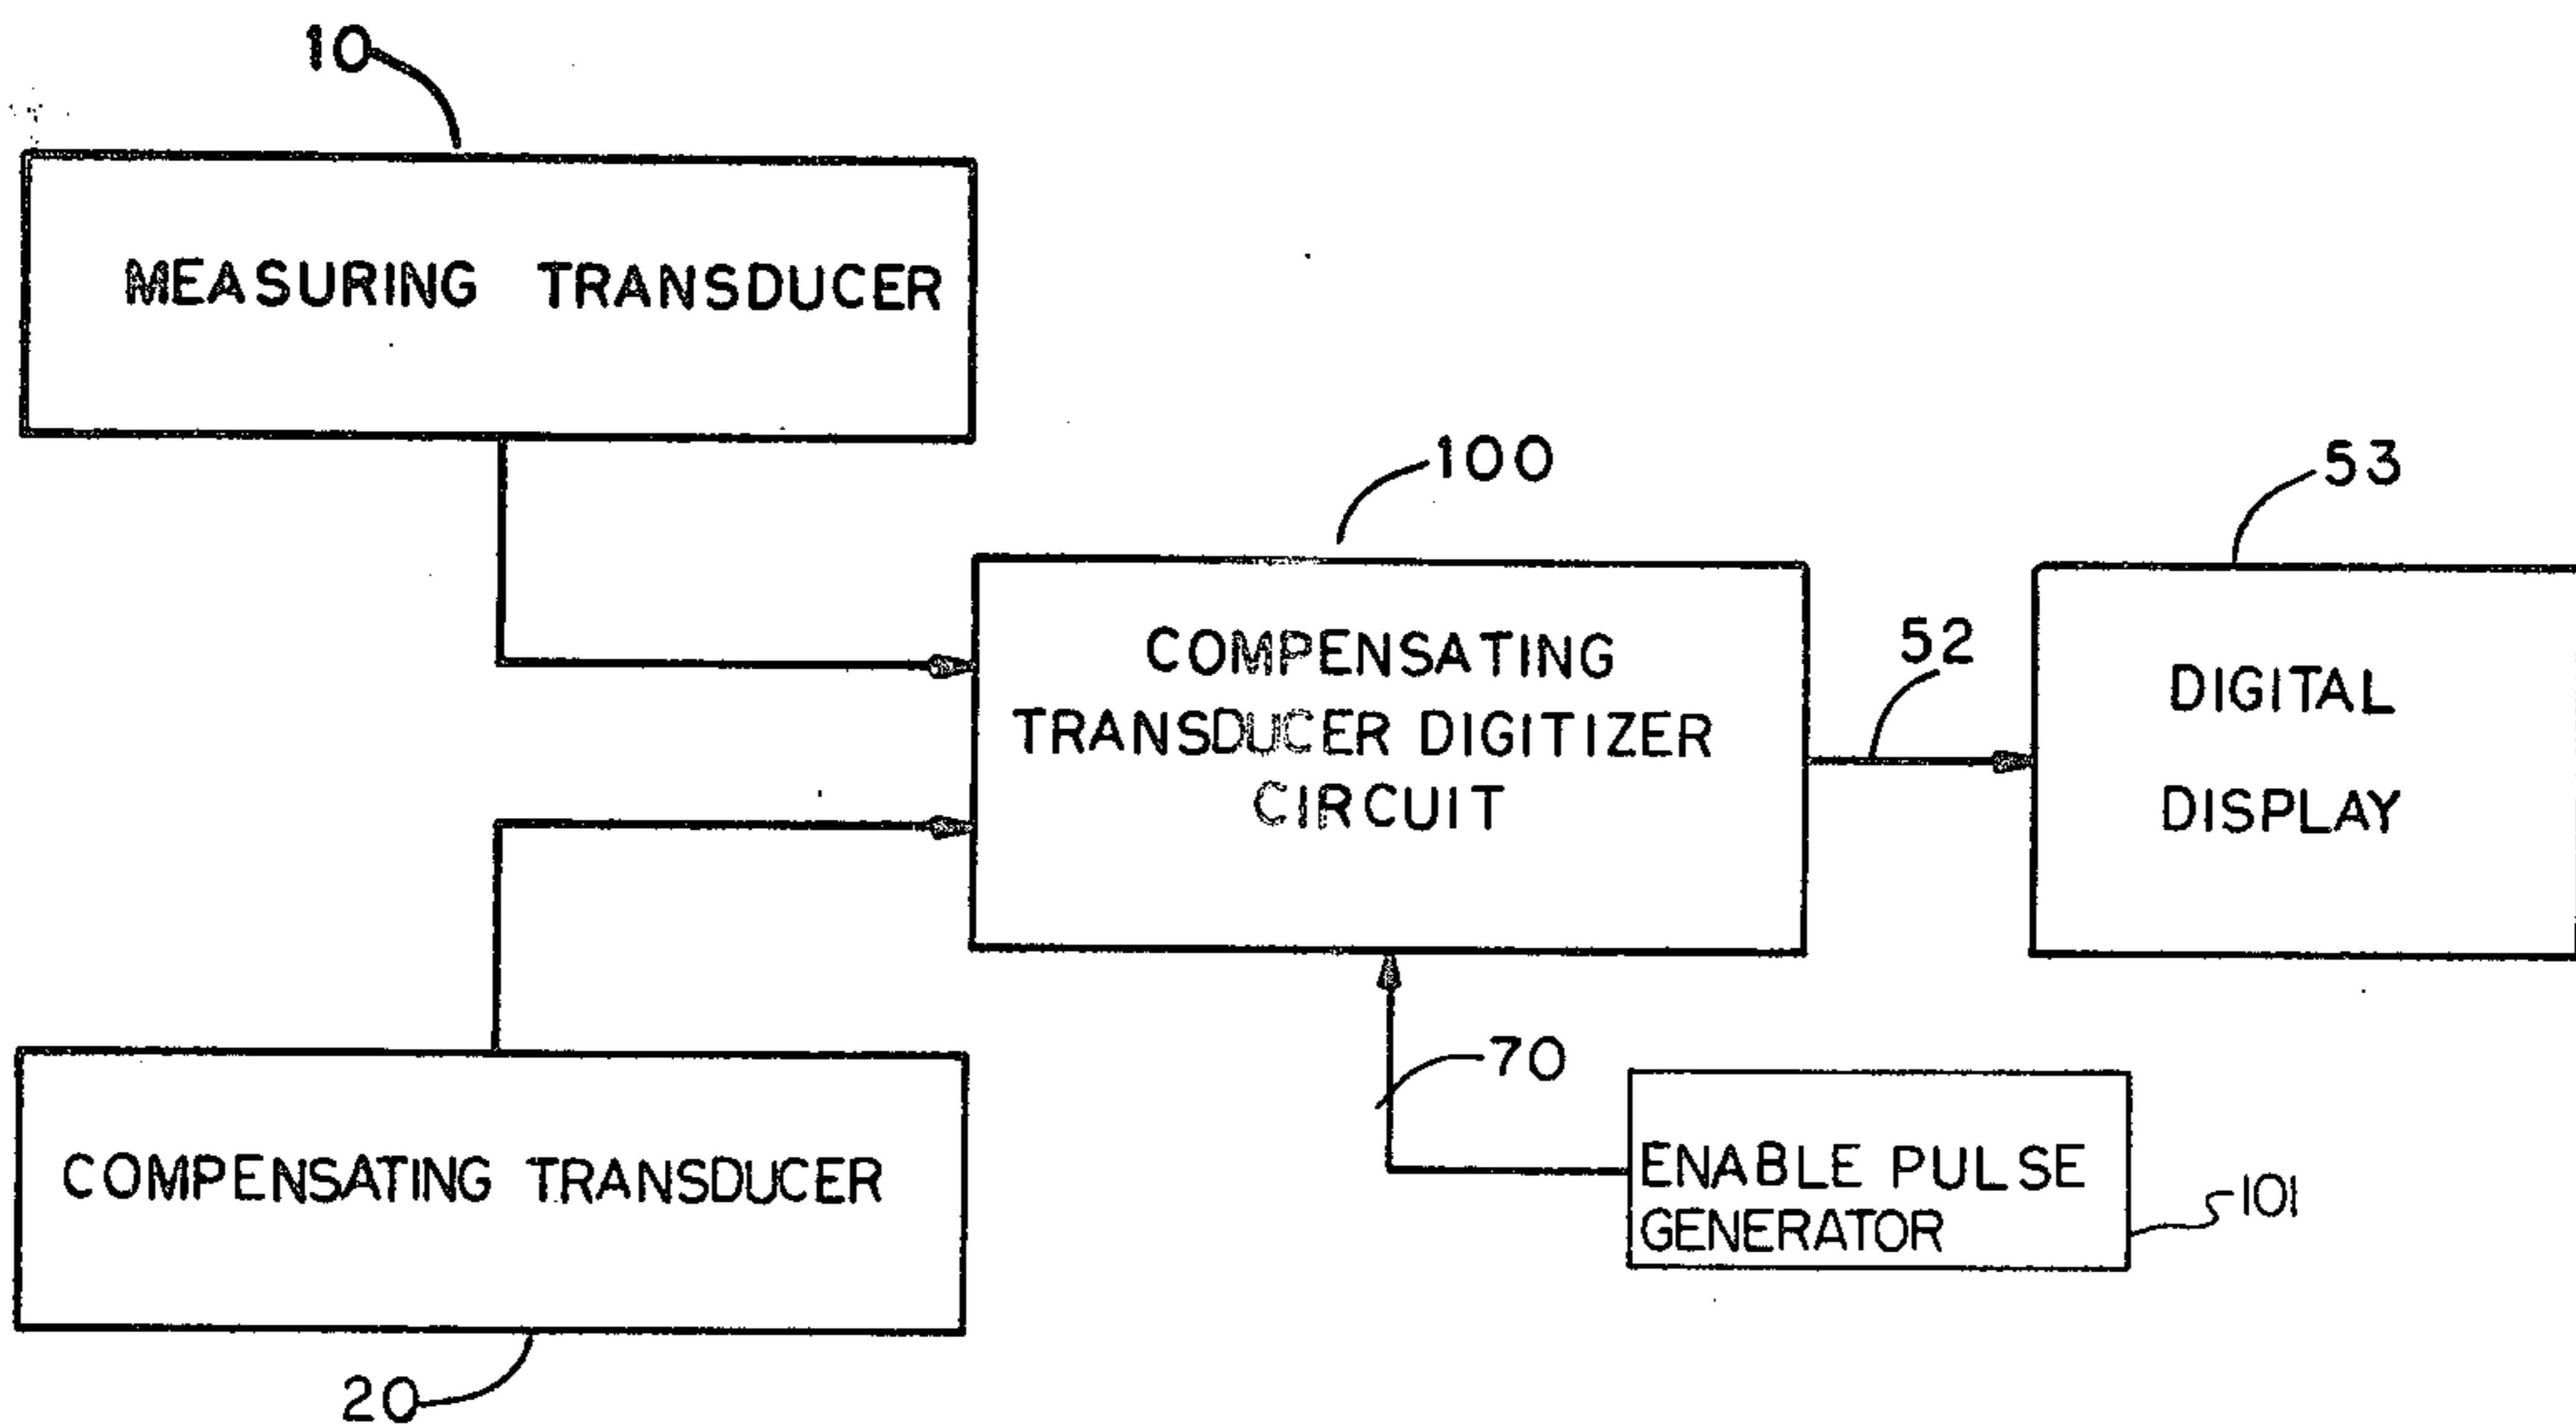 10
MEASURING TRANSDUCER
100
53
COMPENSATING
TRANSDUCER DIGITIZER
CIRCUIT
52
DIGITAL
DISPLAY
70
ENABLE PULSE
GENERATOR
101
COMPENSATING TRANSDUCER
20